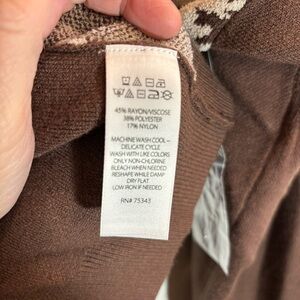 45% RAYON/VISCOSE
38% POLYESTER
17% NYLON
MACHINE WASH COOL -
DELICATE CYCLE
WASH WITH LIKE COLORS
ONLY NON-CHLORINE
BLEACH WHEN NEEDED
RESHAPE WHILE DAMP
DRY FLAT
LOW IRON IF NEEDED
RN# 75343